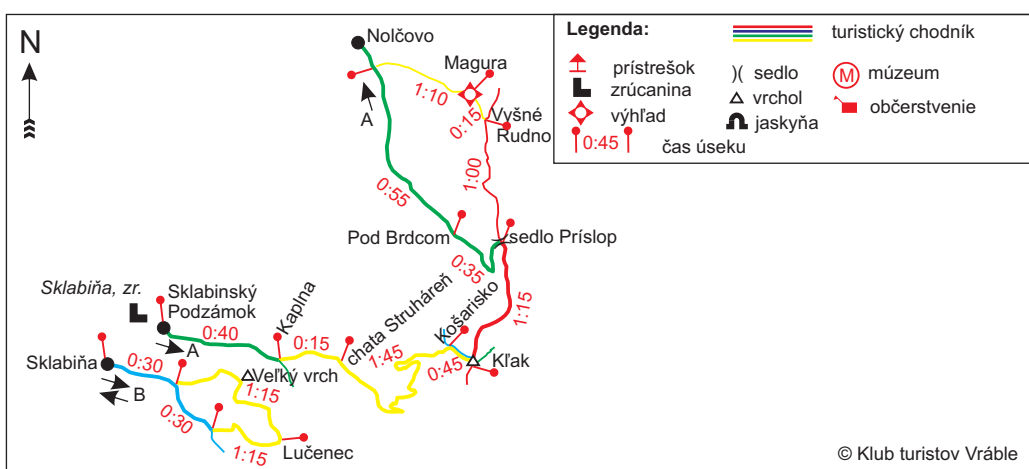 N
Nolčovo
Magura
1:10
A
0:15
Vyšné
Rudno
0:55
1:00
Pod Brdcom
sedlo Príslop
0:35
1:15
Sklabiňa, zr.
Sklabinský
Podzámok
0:40
A
Kaplna
0:15
chata Struháreň
1:45
Košarisko
0:45
Kľak
Sklabiňa
0:30
B
0:30
Veľký vrch
1:15
1:15
Lučenec
Legenda:
prístrešok
zrúcanina
výhľad
0:45
čas úseku
turistický chodník
)( sedlo
vrchol
jaskyňa
M múzeum
občerstvenie
© Klub turistov Vráble